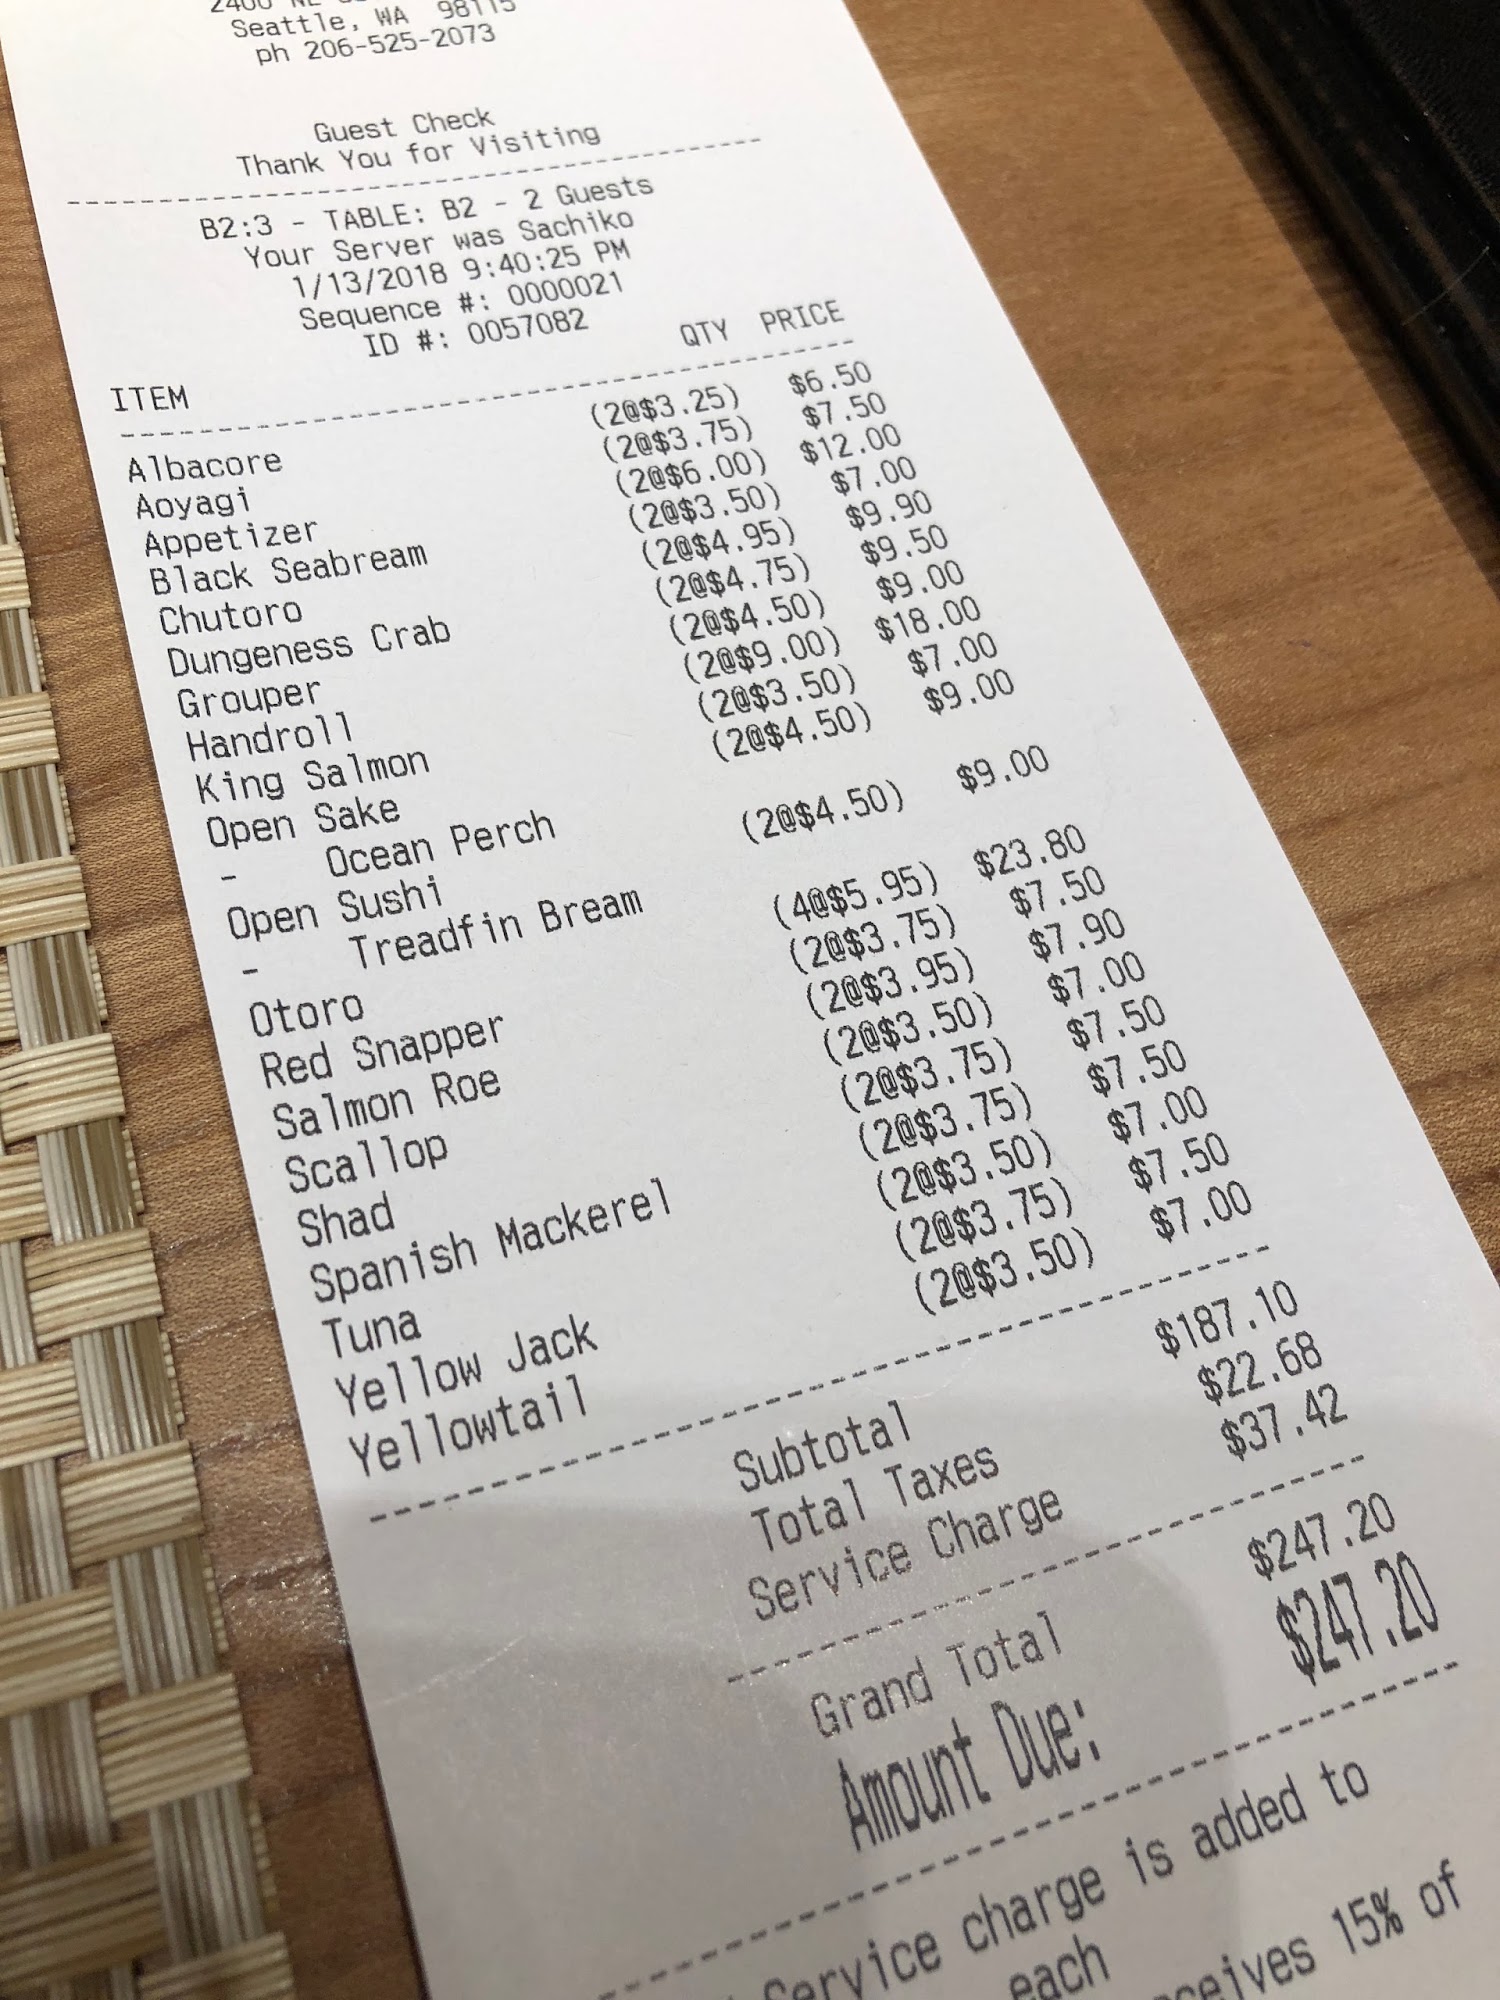 Seattle, WA 98115
ph 206-525-2073
Guest Check
Thank You for Visiting
B2:3 - TABLE: B2 - 2 Guests
Your Server was Sachiko
1/13/2018 9:40:25 PM
Sequence #: 0000021
ID #: 0057082
ITEM QTY PRICE
Albacore (2@$3.25) $6.50
Aoyagi (2@$3.75) $7.50
Appetizer (2@$6.00) $12.00
Black Seabream (2@$3.50) $7.00
Chutoro (2@$4.95) $9.90
Dungeness Crab (2@$4.75) $9.50
Grouper (2@$4.50) $9.00
Handroll (2@$9.00) $18.00
King Salmon (2@$3.50) $7.00
Open Sake (2@$4.50) $9.00
- Ocean Perch
Open Sushi (2@$4.50) $9.00
- Treadfin Bream
Otoro (4@$5.95) $23.80
Red Snapper (2@$3.75) $7.50
Salmon Roe (2@$3.95) $7.90
Scallop (2@$3.50) $7.00
Shad (2@$3.75) $7.50
Spanish Mackerel (2@$3.75) $7.50
Tuna (2@$3.50) $7.00
Yellow Jack (2@$3.75) $7.50
Yellowtail (2@$3.50) $7.00
Subtotal $187.10
Total Taxes $22.68
Service Charge $37.42
Grand Total $247.20
Amount Due: $247.20
Service charge is added to
each
15% of